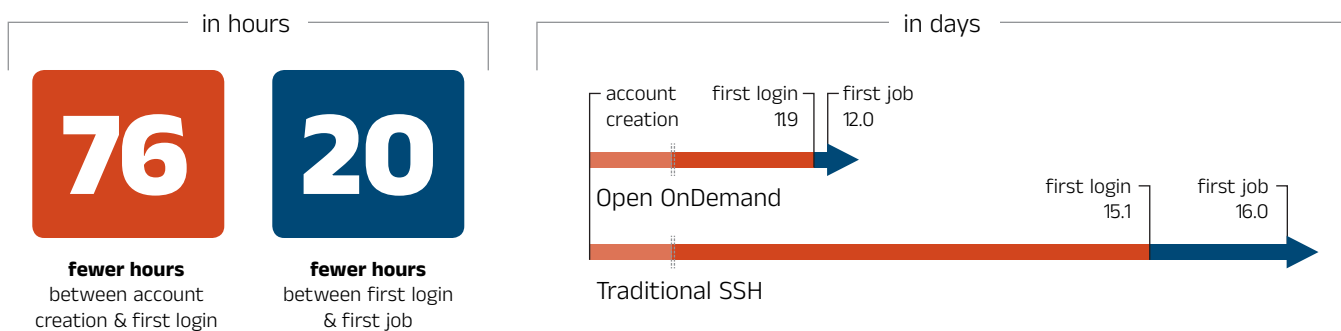 in hours
76
fewer hours
between account
creation & first login
20
fewer hours
between first login
& first job
in days
account
creation
first login
11.9
first job
12.0
Open OnDemand
first login
15.1
first job
16.0
Traditional SSH